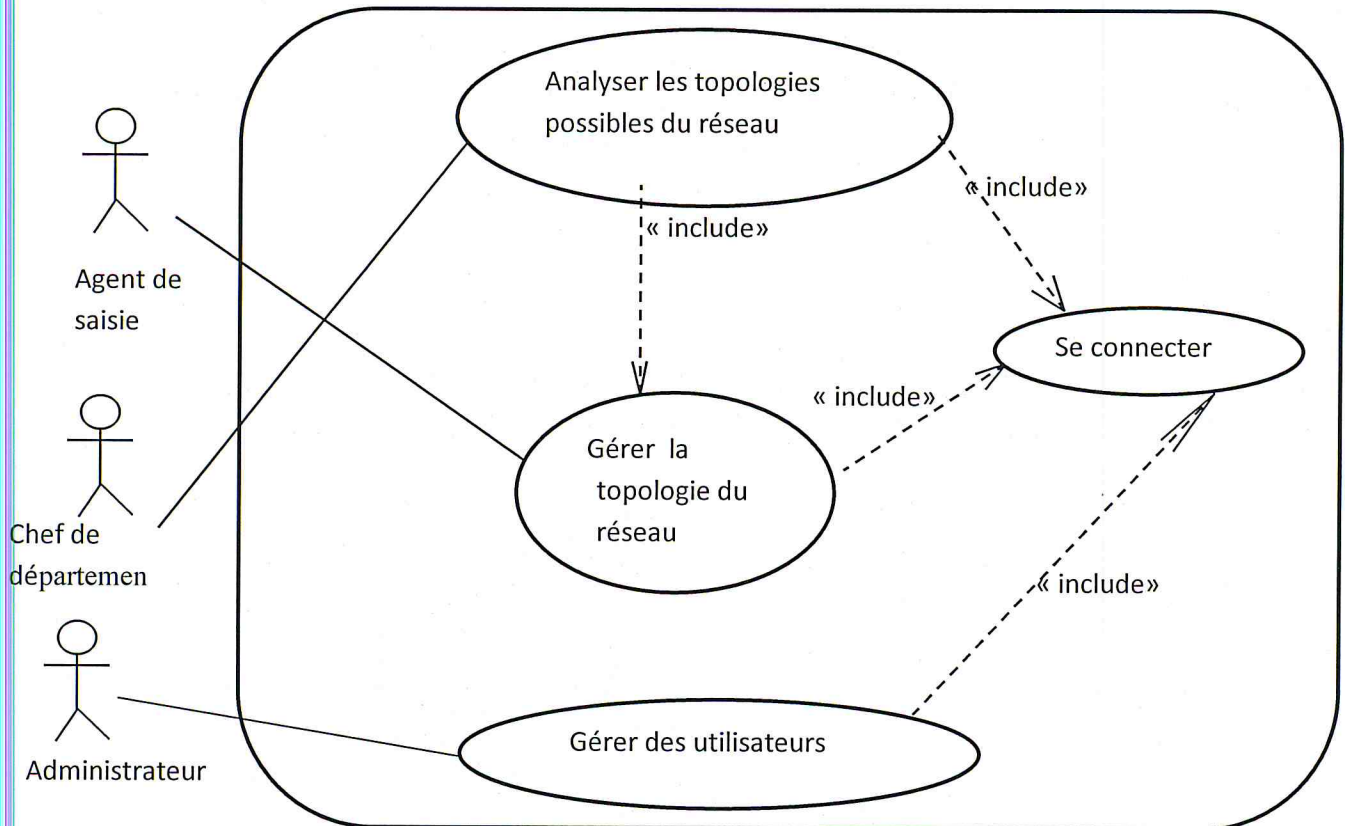 Analyser les topologies
possibles du réseau
« include»
« include»
Agent de
saisie
Se connecter
« include»
Gérer la
topologie du
réseau
Chef de
départemen
« include»
Gérer des utilisateurs
Administrateur